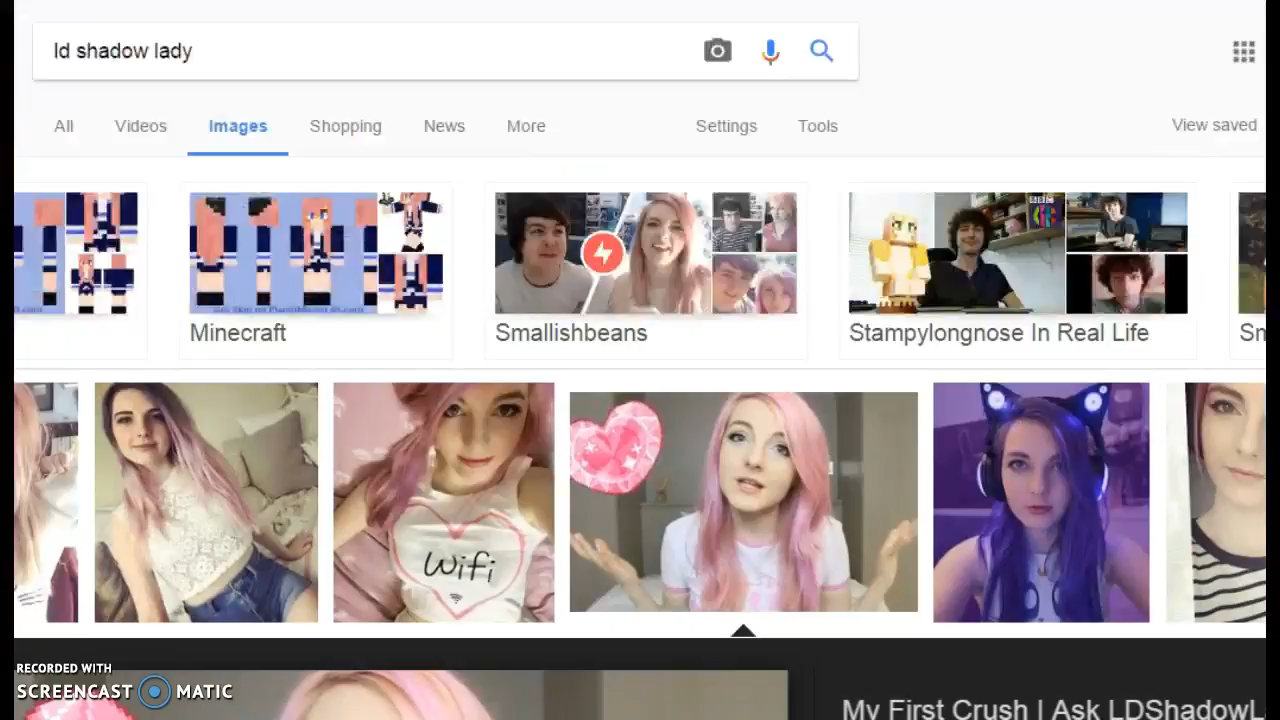 ld shadow lady
All Videos Images Shopping News More Settings Tools View saved
Minecraft
Smallishbeans
Stampylongnose In Real Life
Sn
Wifi
RECORDED WITH
SCREENCAST MATIC
My First Crush | Ask LDShadowL